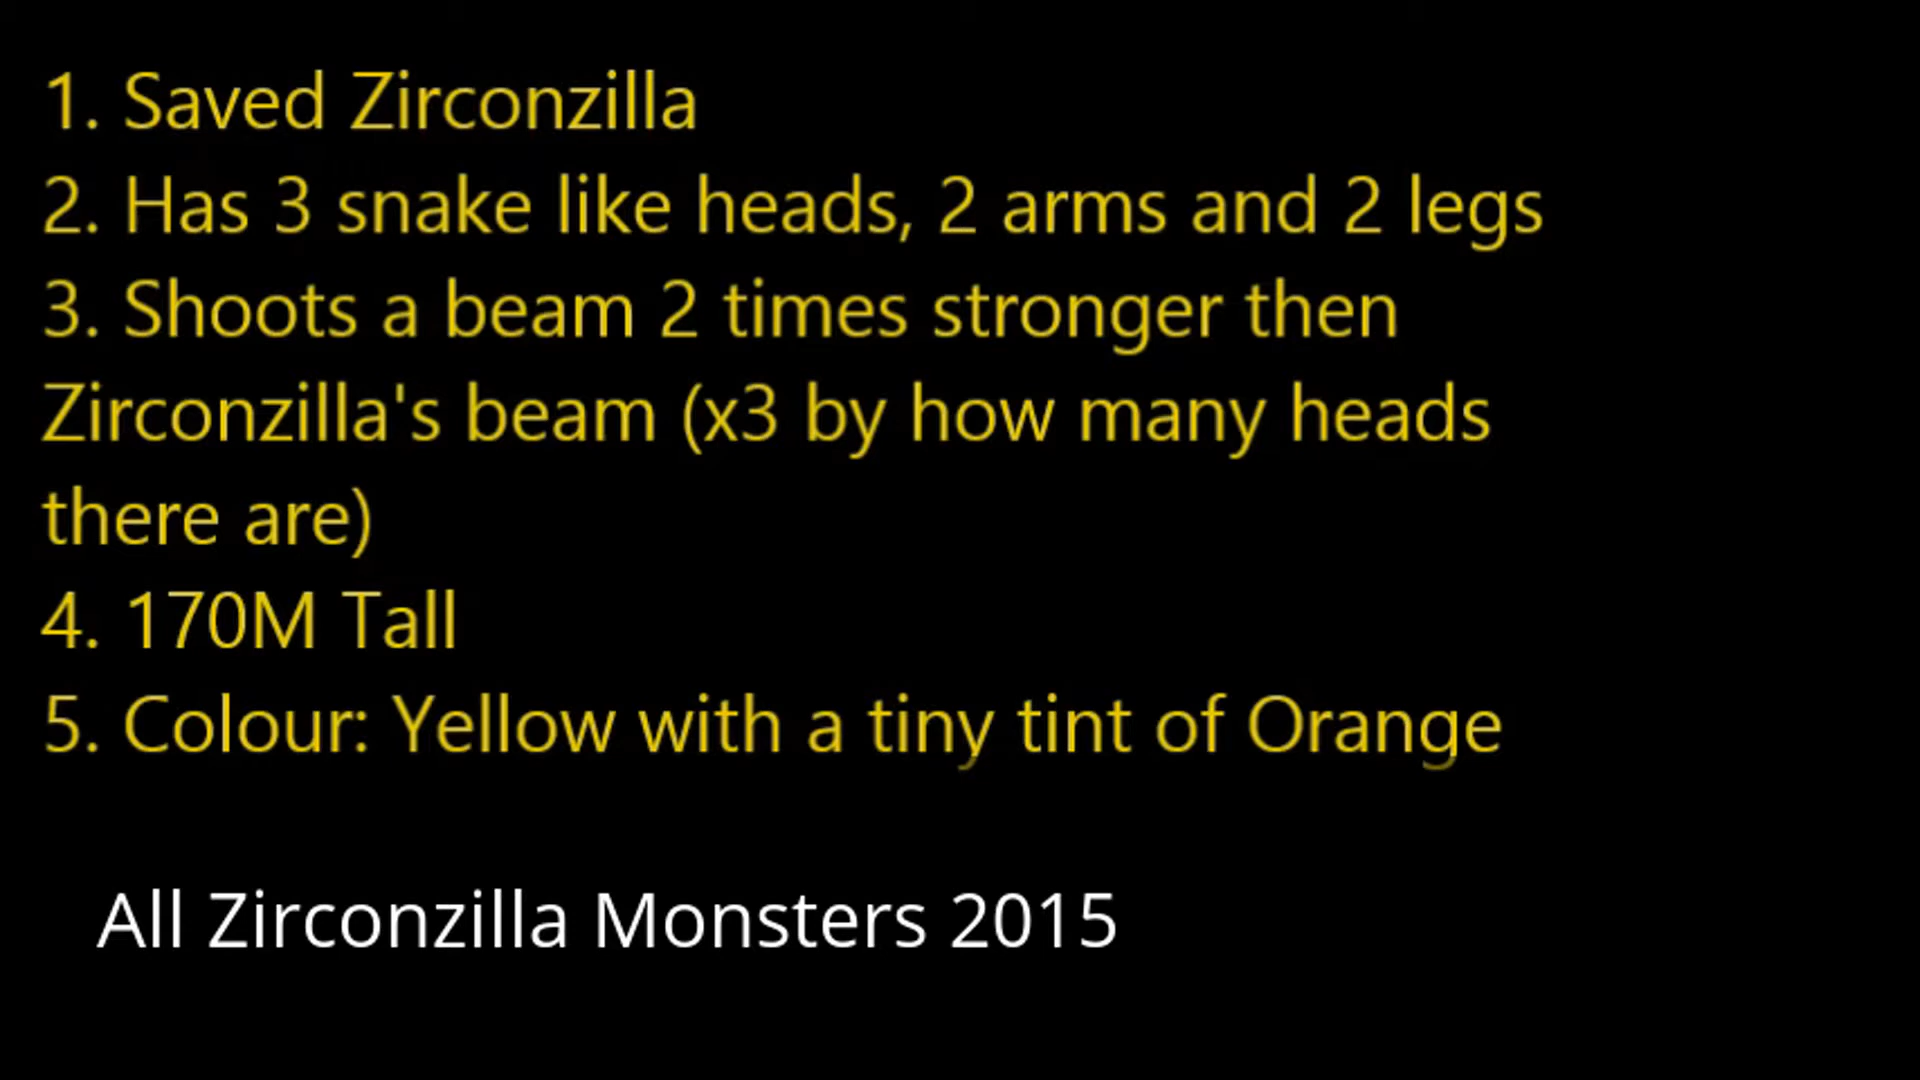 1. Saved Zirconzilla
2. Has 3 snake like heads, 2 arms and 2 legs
3. Shoots a beam 2 times stronger then
Zirconzilla's beam (x3 by how many heads
there are)
4. 170M Tall
5. Colour: Yellow with a tiny tint of Orange
All Zirconzilla Monsters 2015